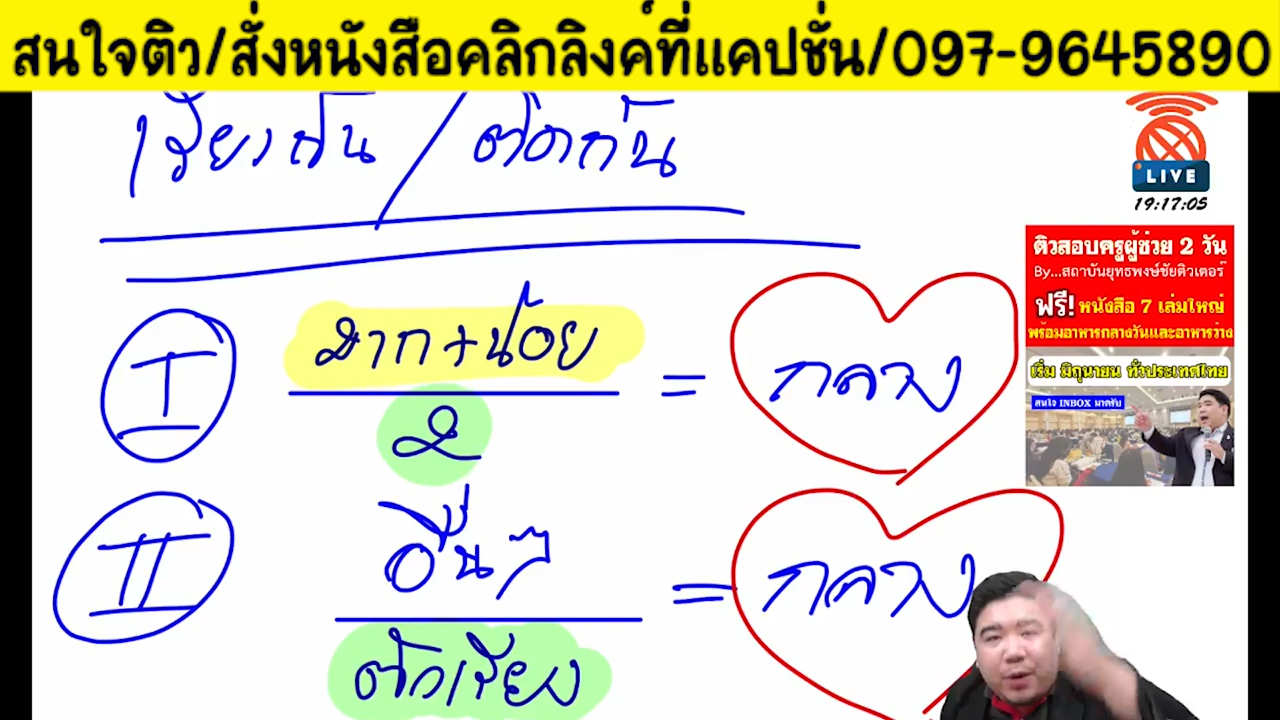 สนใจติว/สั่งหนังสือคลิกลิงค์ที่แคปชั่น/097-9645890
เรียงกัน / ติดกัน
LIVE
19:17:05
ติวสอบครูผู้ช่วย 2 วัน
By...สถาบันยุทธพงษ์ชัยติวเตอร์
ฟรี! หนังสือ 7 เล่มใหญ่
พร้อมอาหารกลางวันและอาหารว่าง
เริ่ม มิถุนายน ทั่วประเทศไทย
สนใจ INBOX มาครับ
I มาก+น้อย = กลาง
2
II อื่นๆ = กลาง
ตัวเรียง